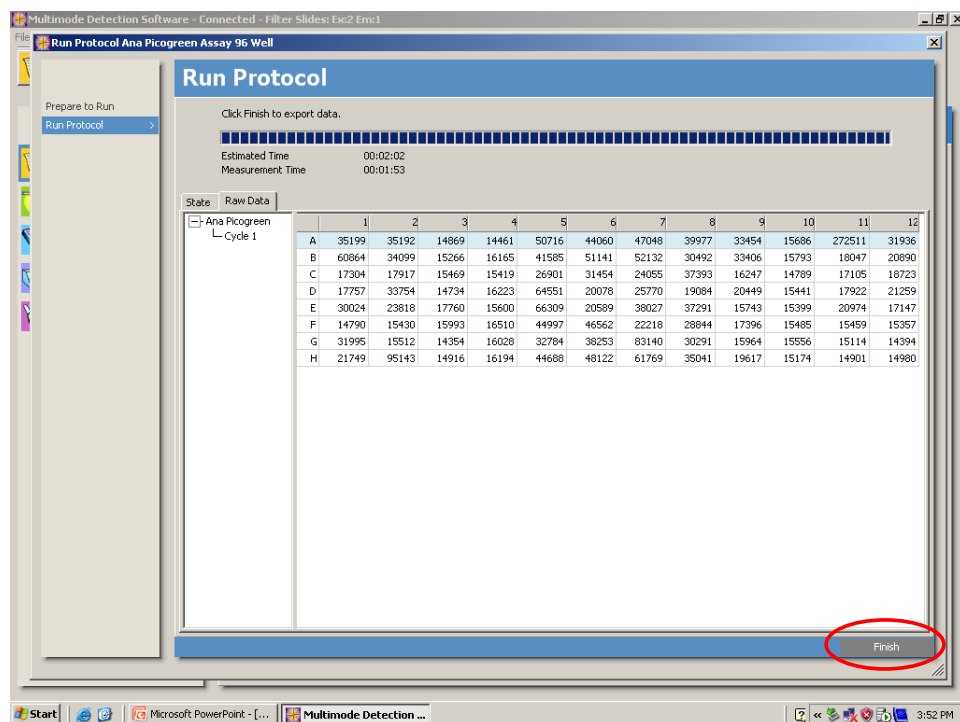 Multimode Detection Software - Connected - Filter Slides: Ex:2 Em:1
File
Run Protocol Ana Picogreen Assay 96 Well
Run Protocol
Prepare to Run
Run Protocol >
Click Finish to export data.
Estimated Time 00:02:02
Measurement Time 00:01:53
State Raw Data
Ana Picogreen
Cycle 1
1 2 3 4 5 6 7 8 9 10 11 12
A 35199 35192 14869 14461 50716 44060 47048 39977 33454 15686 272511 31936
B 60864 34099 15266 16165 41585 51141 52132 30492 33406 15793 18047 20890
C 17304 17917 15469 15419 26901 31454 24055 37393 16247 14789 17105 18723
D 17757 33754 14734 16223 64551 20078 25770 19084 20449 15441 17922 21259
E 30024 23818 17760 15600 66309 20589 38027 37291 15743 15399 20974 17147
F 14790 15430 15993 16510 44997 46562 22218 28844 17396 15485 15459 15357
G 31995 15512 14354 16028 32784 38253 83140 30291 15964 15556 15114 14394
H 21749 95143 14916 16194 44688 48122 61769 35041 19617 15174 14901 14980
Finish
Start Microsoft PowerPoint - [... Multimode Detection ... « 3:52 PM